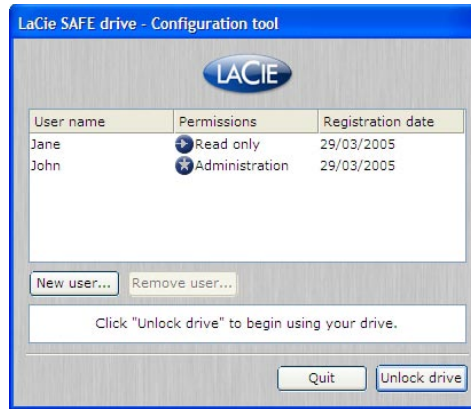 LaCie SAFE drive - Configuration tool
LACIE
User name Permissions Registration date
Jane Read only 29/03/2005
John Administration 29/03/2005
New user... Remove user...
Click "Unlock drive" to begin using your drive.
Quit Unlock drive